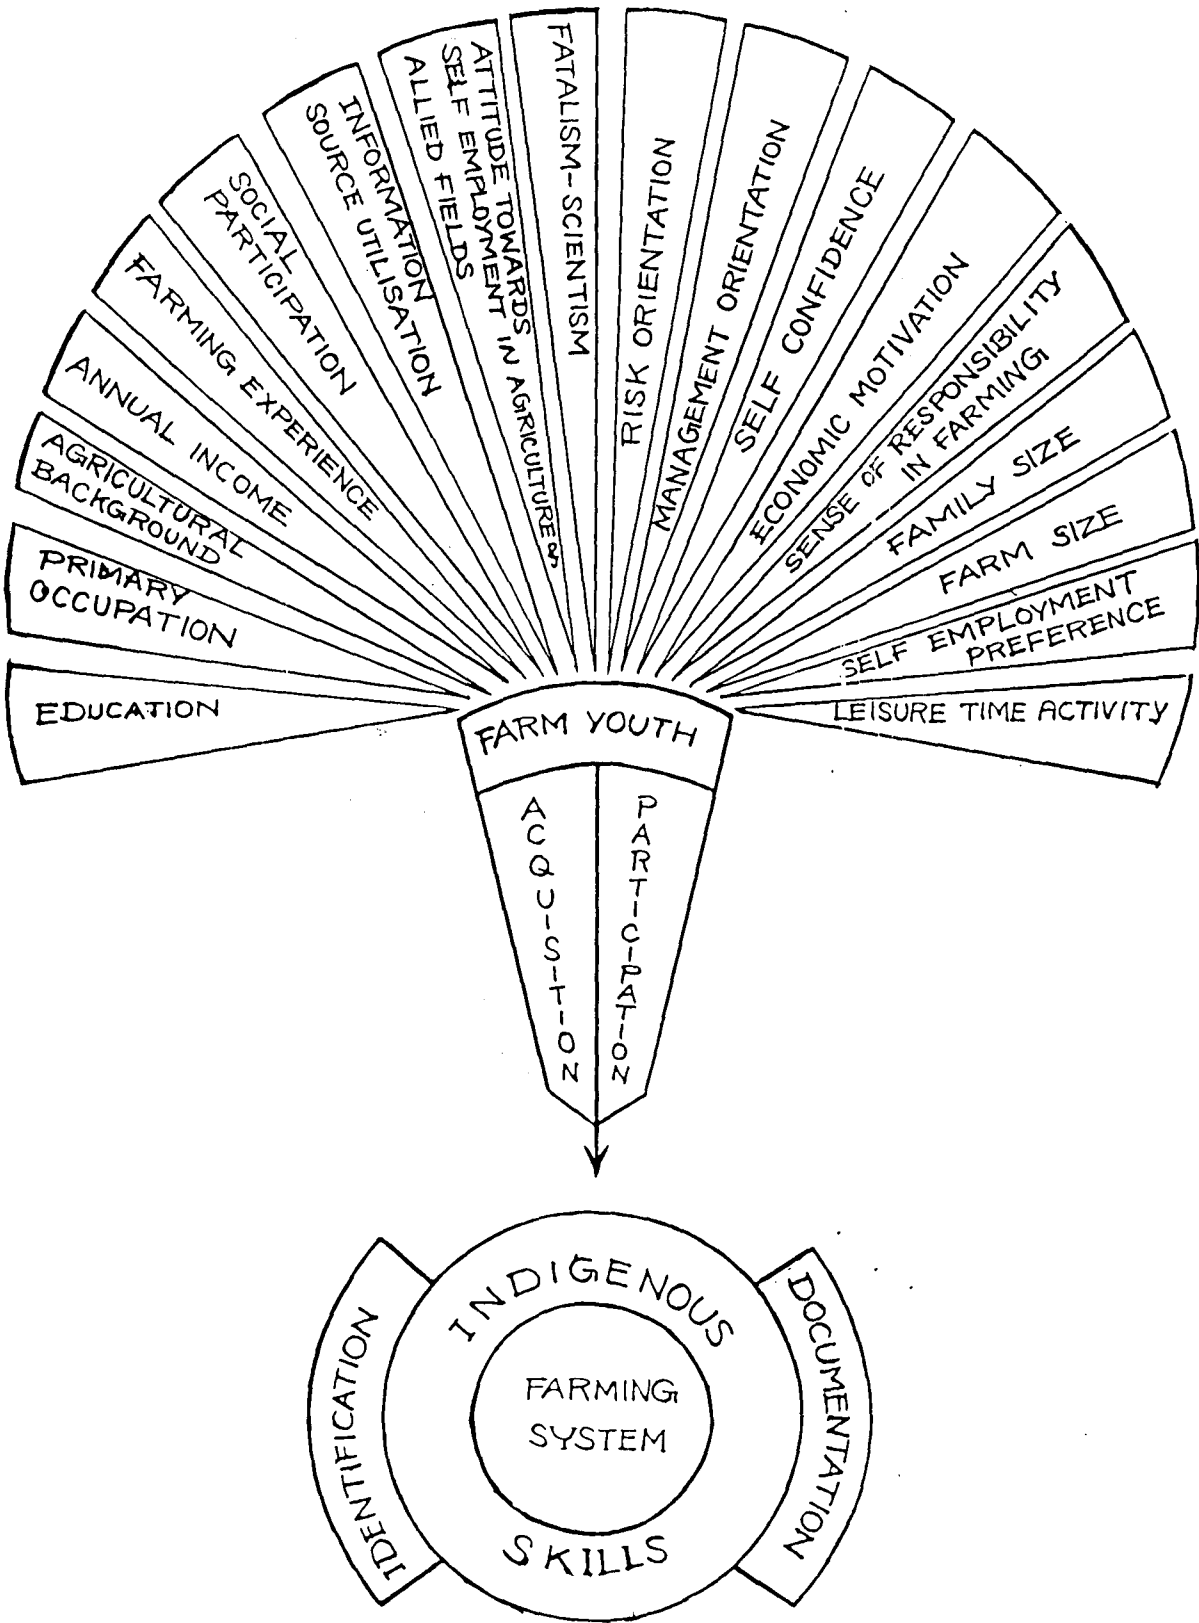 EDUCATION
PRIMARY
OCCUPATION
AGRICULTURAL
BACKGROUND
ANNUAL INCOME
FARMING EXPERIENCE
SOCIAL
PARTICIPATION
INFORMATION
SOURCE UTILISATION
ATTITUDE TOWARDS
SELF EMPLOYMENT IN AGRICULTURE &
ALLIED FIELDS
FATALISM-SCIENTISM
RISK ORIENTATION
MANAGEMENT ORIENTATION
SELF CONFIDENCE
ECONOMIC MOTIVATION
SENSE OF RESPONSIBILITY
IN FARMING
FAMILY SIZE
FARM SIZE
SELF EMPLOYMENT
PREFERENCE
LEISURE TIME ACTIVITY
FARM YOUTH
ACQUISITION
PARTICIPATION
INDIGENOUS
SKILLS
FARMING
SYSTEM
IDENTIFICATION
DOCUMENTATION